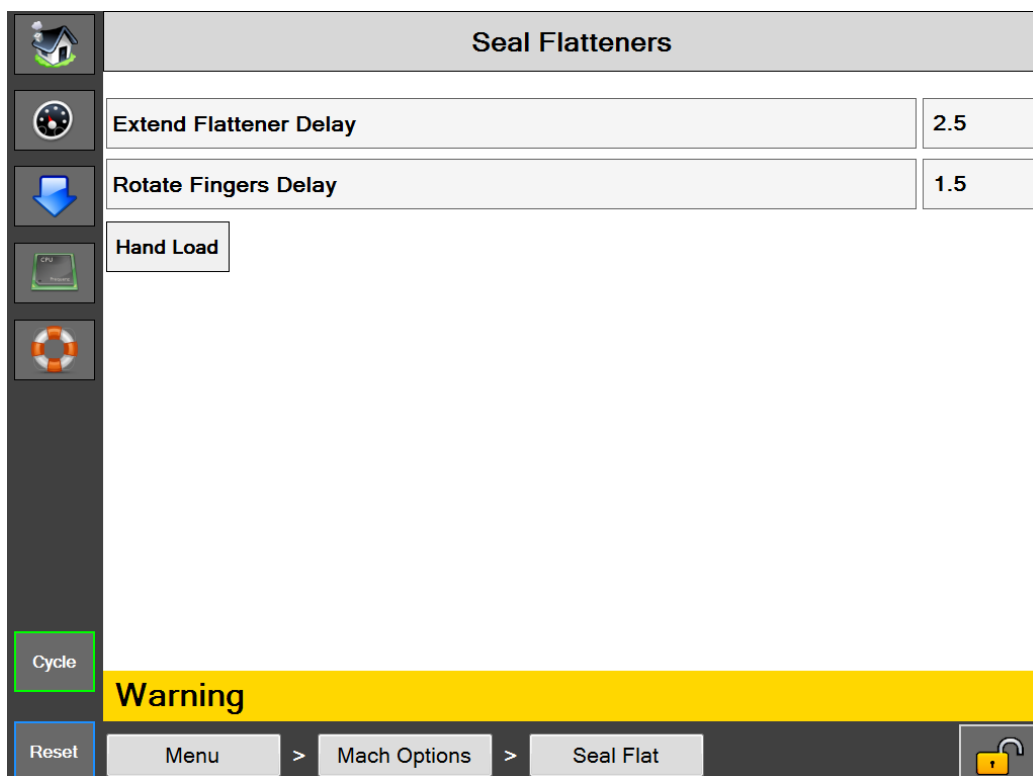 Seal Flatteners
Extend Flattener Delay 2.5
Rotate Fingers Delay 1.5
Hand Load
CPU
Cycle
Warning
Reset
Menu > Mach Options > Seal Flat